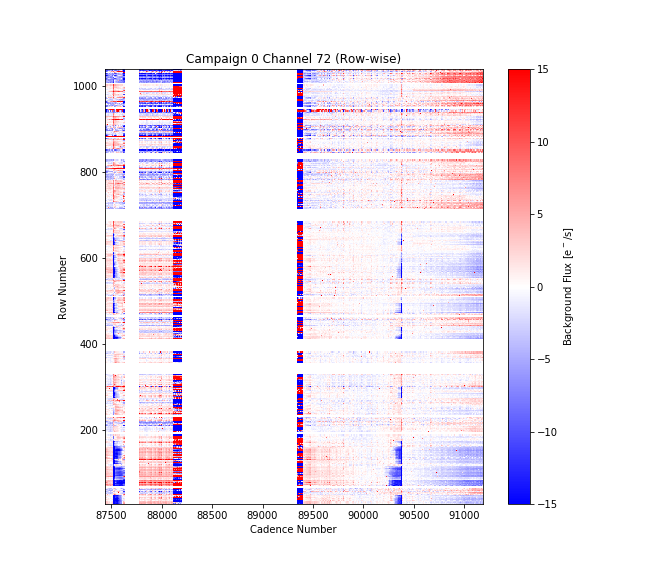 Campaign 0 Channel 72 (Row-wise)
1000
800
600
400
200
Row Number
87500 88000 88500 89000 89500 90000 90500 91000
Cadence Number
15
10
5
0
−5
−10
−15
Background Flux [e⁻/s]